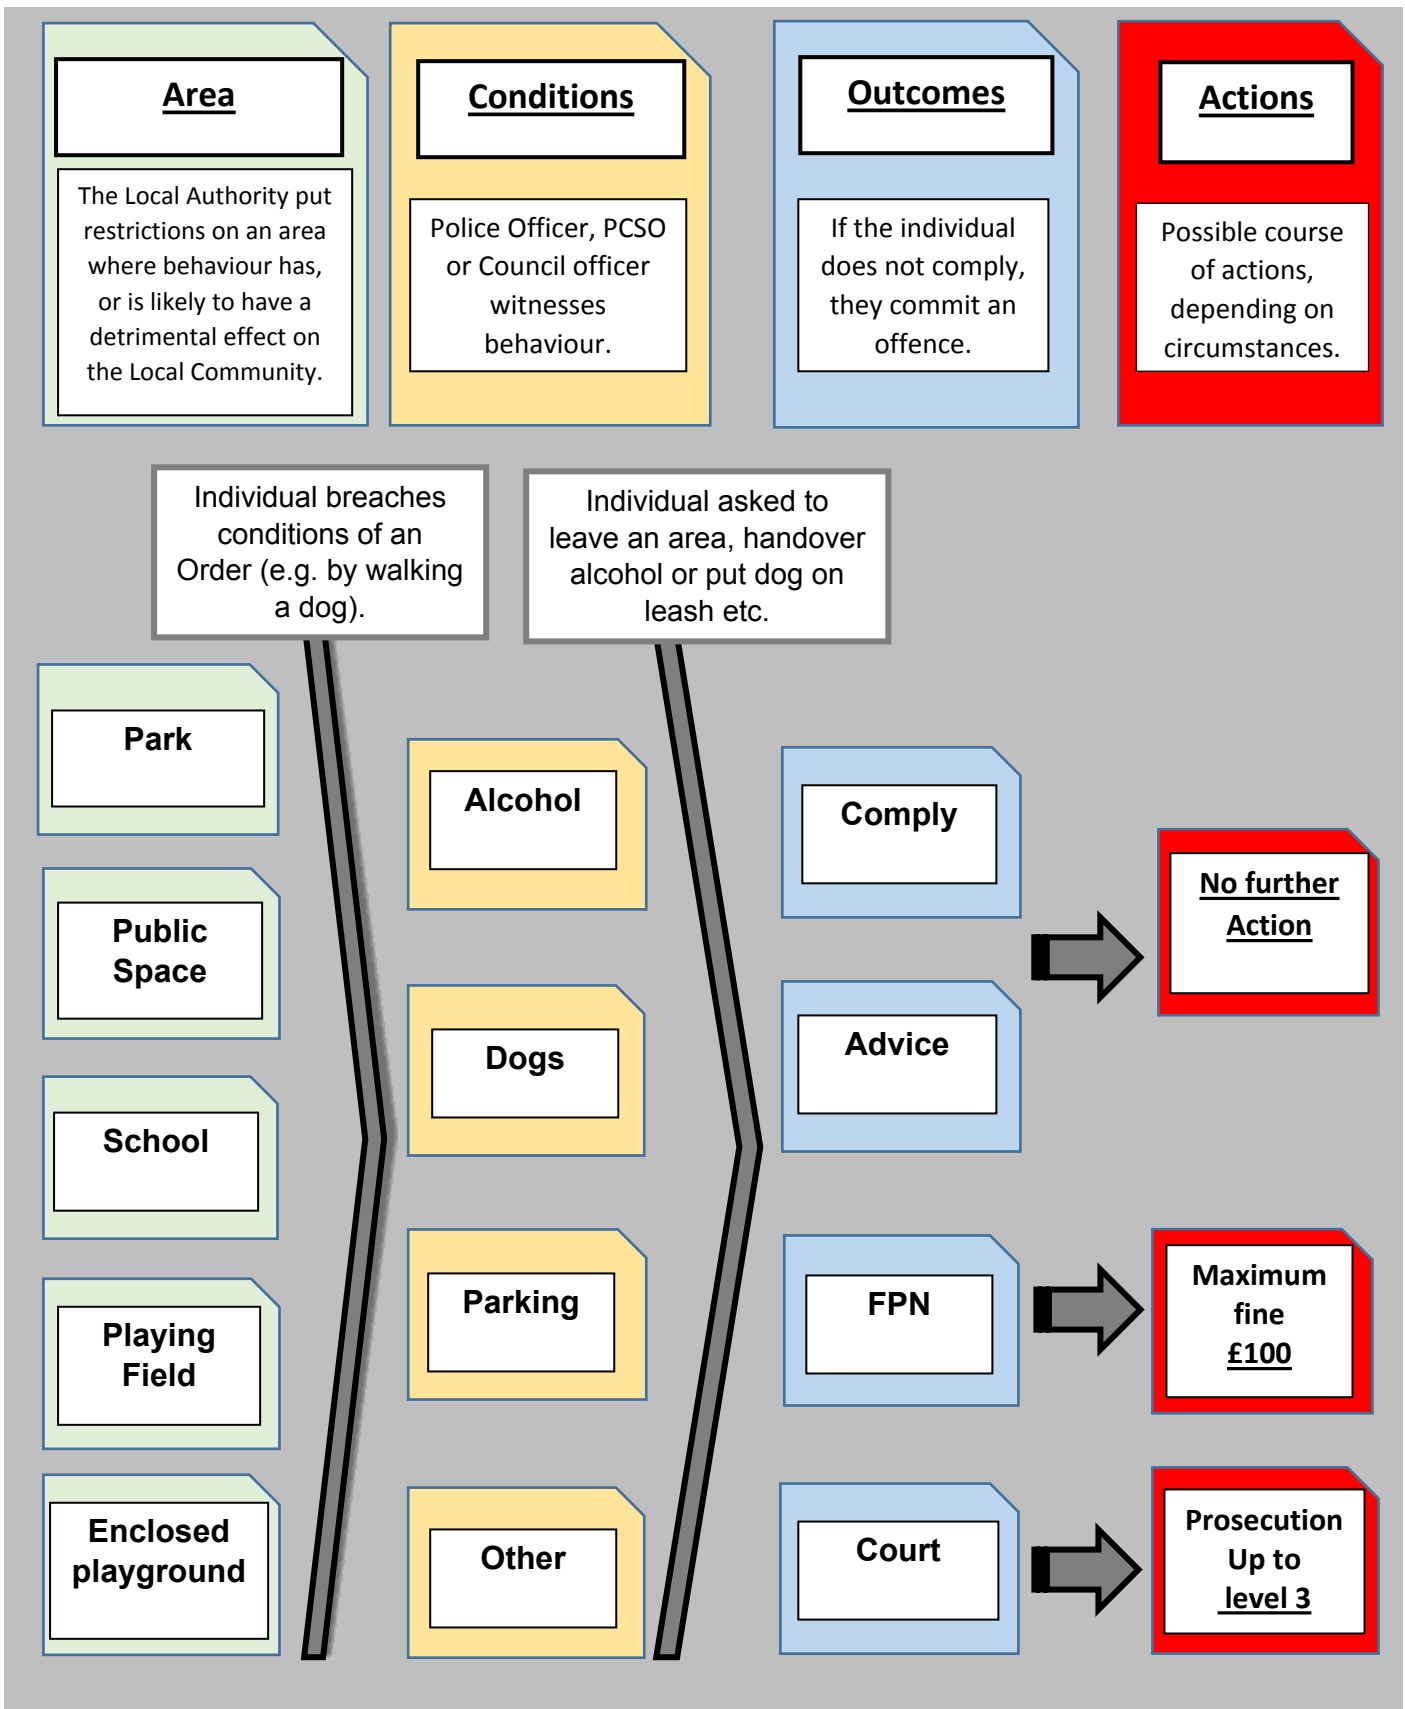 Area
The Local Authority put
restrictions on an area
where behaviour has,
or is likely to have a
detrimental effect on
the Local Community.
Conditions
Police Officer, PCSO
or Council officer
witnesses
behaviour.
Outcomes
If the individual
does not comply,
they commit an
offence.
Actions
Possible course
of actions,
depending on
circumstances.
Individual breaches
conditions of an
Order (e.g. by walking
a dog).
Individual asked to
leave an area, handover
alcohol or put dog on
leash etc.
Park
Public
Space
School
Playing
Field
Enclosed
playground
Alcohol
Dogs
Parking
Other
Comply
Advice
FPN
Court
No further
Action
Maximum
fine
£100
Prosecution
Up to
level 3